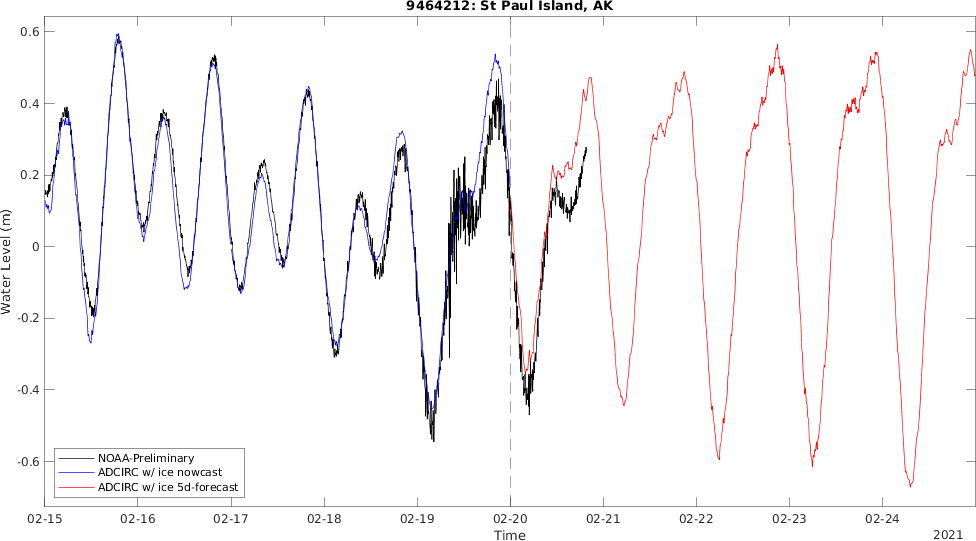 9464212: St Paul Island, AK
0.6
0.4
0.2
0
-0.2
-0.4
-0.6
Water Level (m)
NOAA-Preliminary
ADCIRC w/ ice nowcast
ADCIRC w/ ice 5d-forecast
02-15 02-16 02-17 02-18 02-19 02-20 02-21 02-22 02-23 02-24
Time
2021